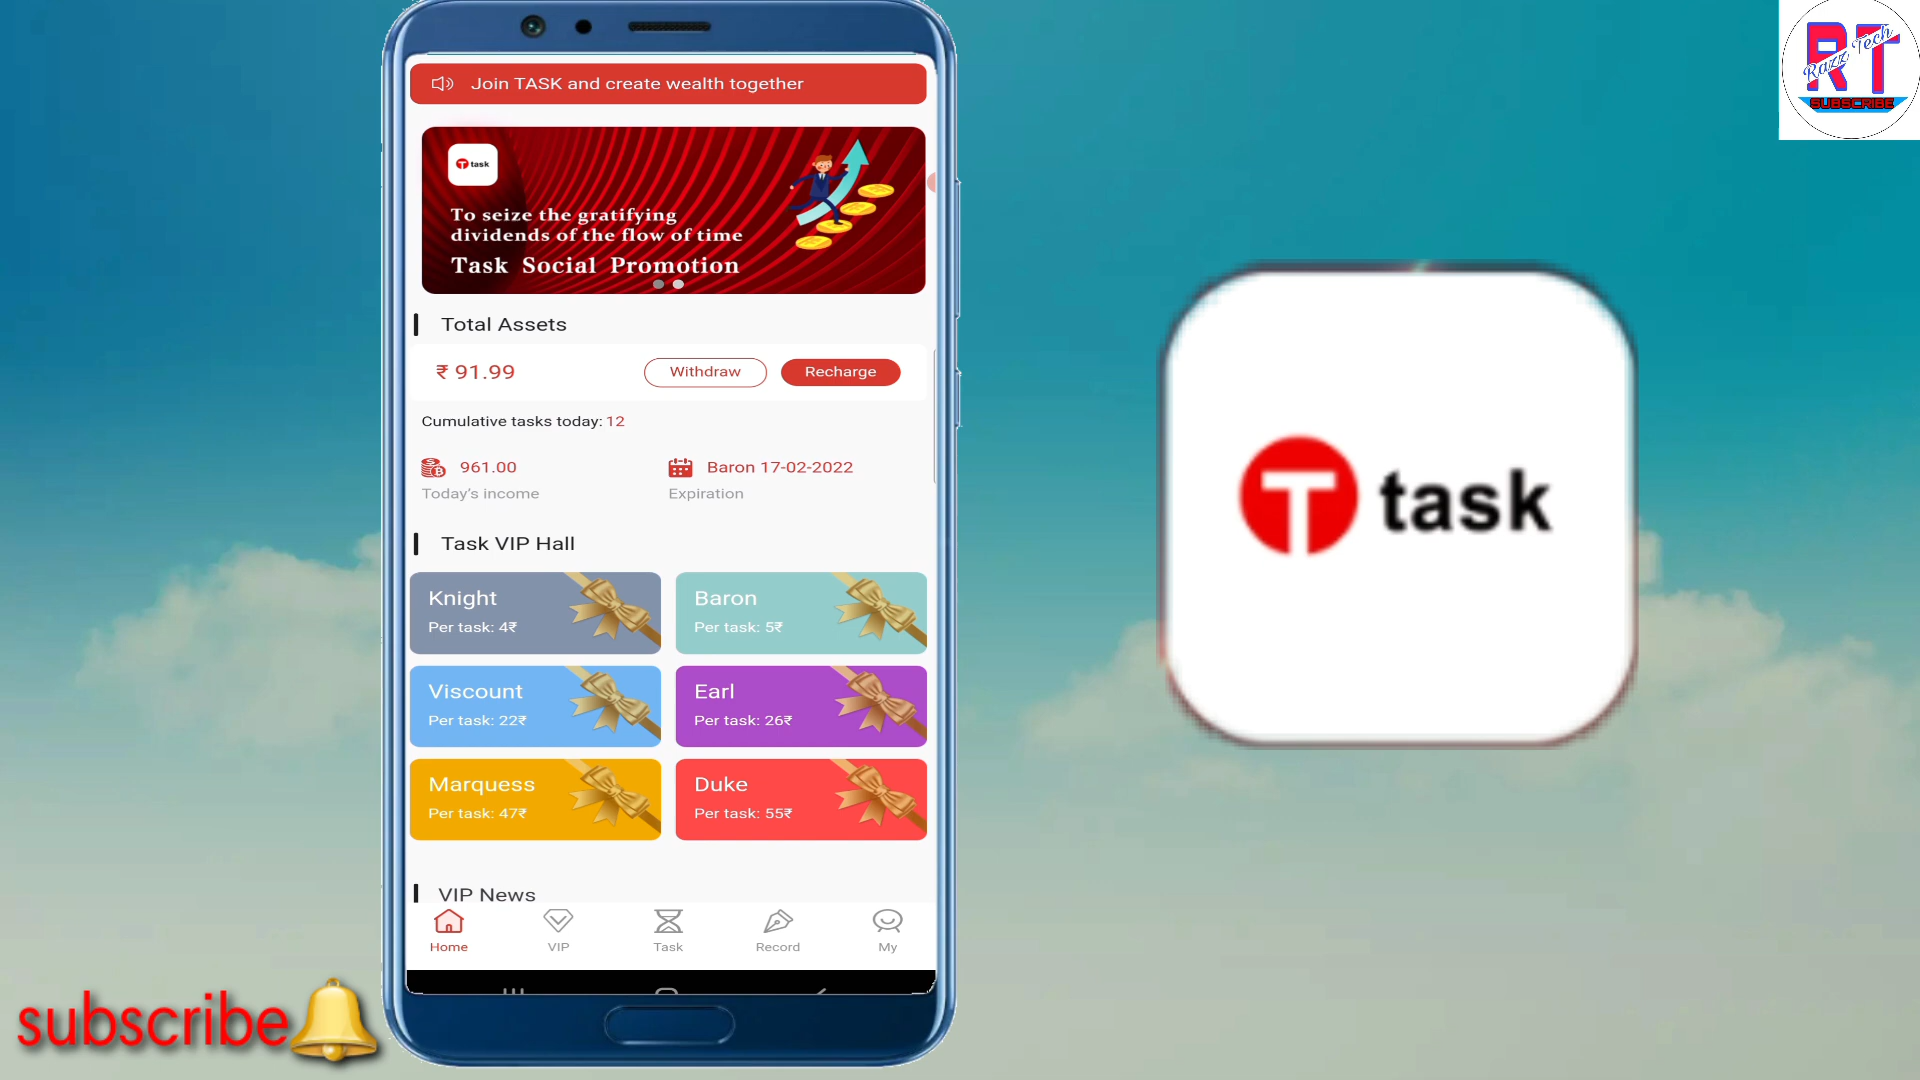 Join TASK and create wealth together
T task
To seize the gratifying
dividends of the flow of time
Task Social Promotion
Total Assets
₹ 91.99
Withdraw
Recharge
Cumulative tasks today: 12
961.00
Today's income
Baron 17-02-2022
Expiration
Task VIP Hall
Knight
Per task: 4₹
Baron
Per task: 5₹
Viscount
Per task: 22₹
Earl
Per task: 26₹
Marquess
Per task: 47₹
Duke
Per task: 55₹
VIP News
Home
VIP
Task
Record
My
T task
RT
Razz Tech
SUBSCRIBE
subscribe